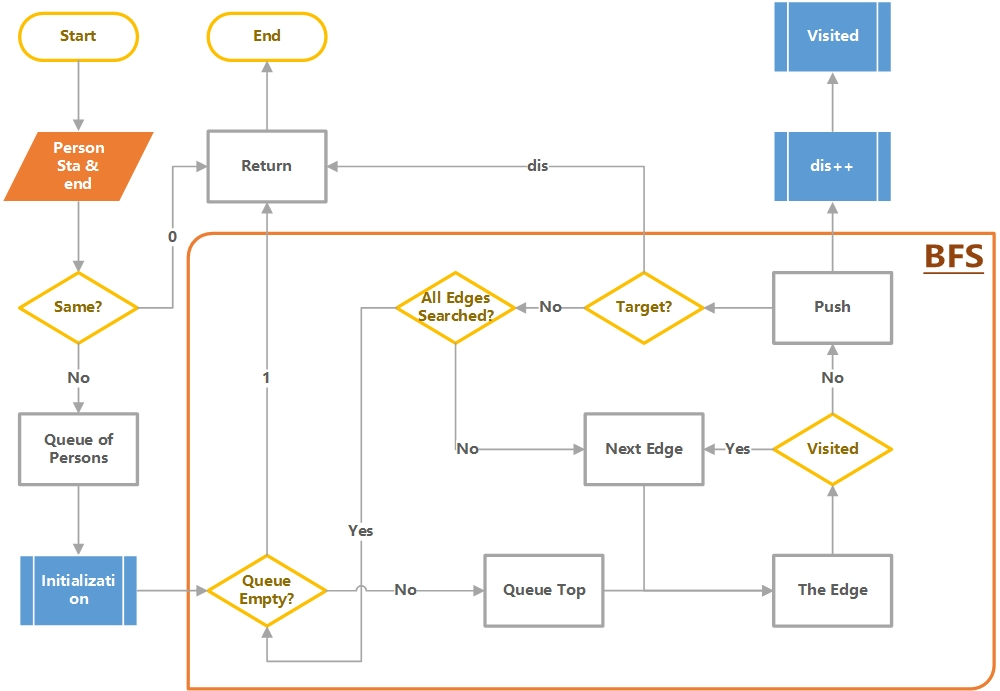 Start
End
Visited
Person
Sta &
end
Return
dis
dis++
0
BFS
Same?
All Edges
Searched?
No
Target?
Push
No
1
No
Queue of
Persons
No
Next Edge
Yes
Visited
Yes
Initializati
on
Queue
Empty?
No
Queue Top
The Edge